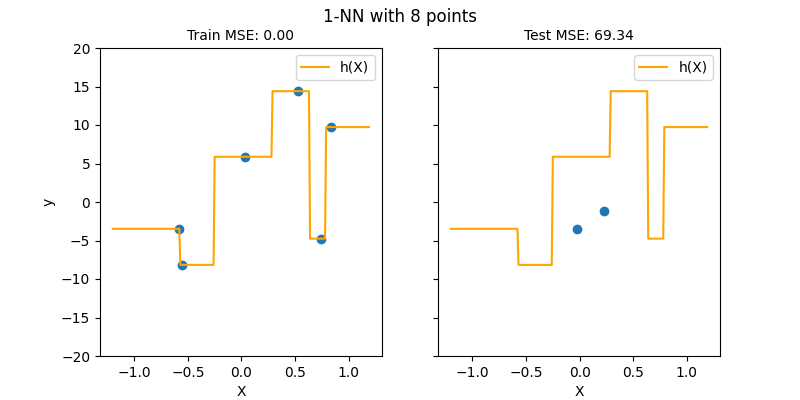 1-NN with 8 points
Train MSE: 0.00
Test MSE: 69.34
20
15
10
5
0
−5
−10
−15
−20
y
h(X)
h(X)
−1.0 −0.5 0.0 0.5 1.0
−1.0 −0.5 0.0 0.5 1.0
X
X